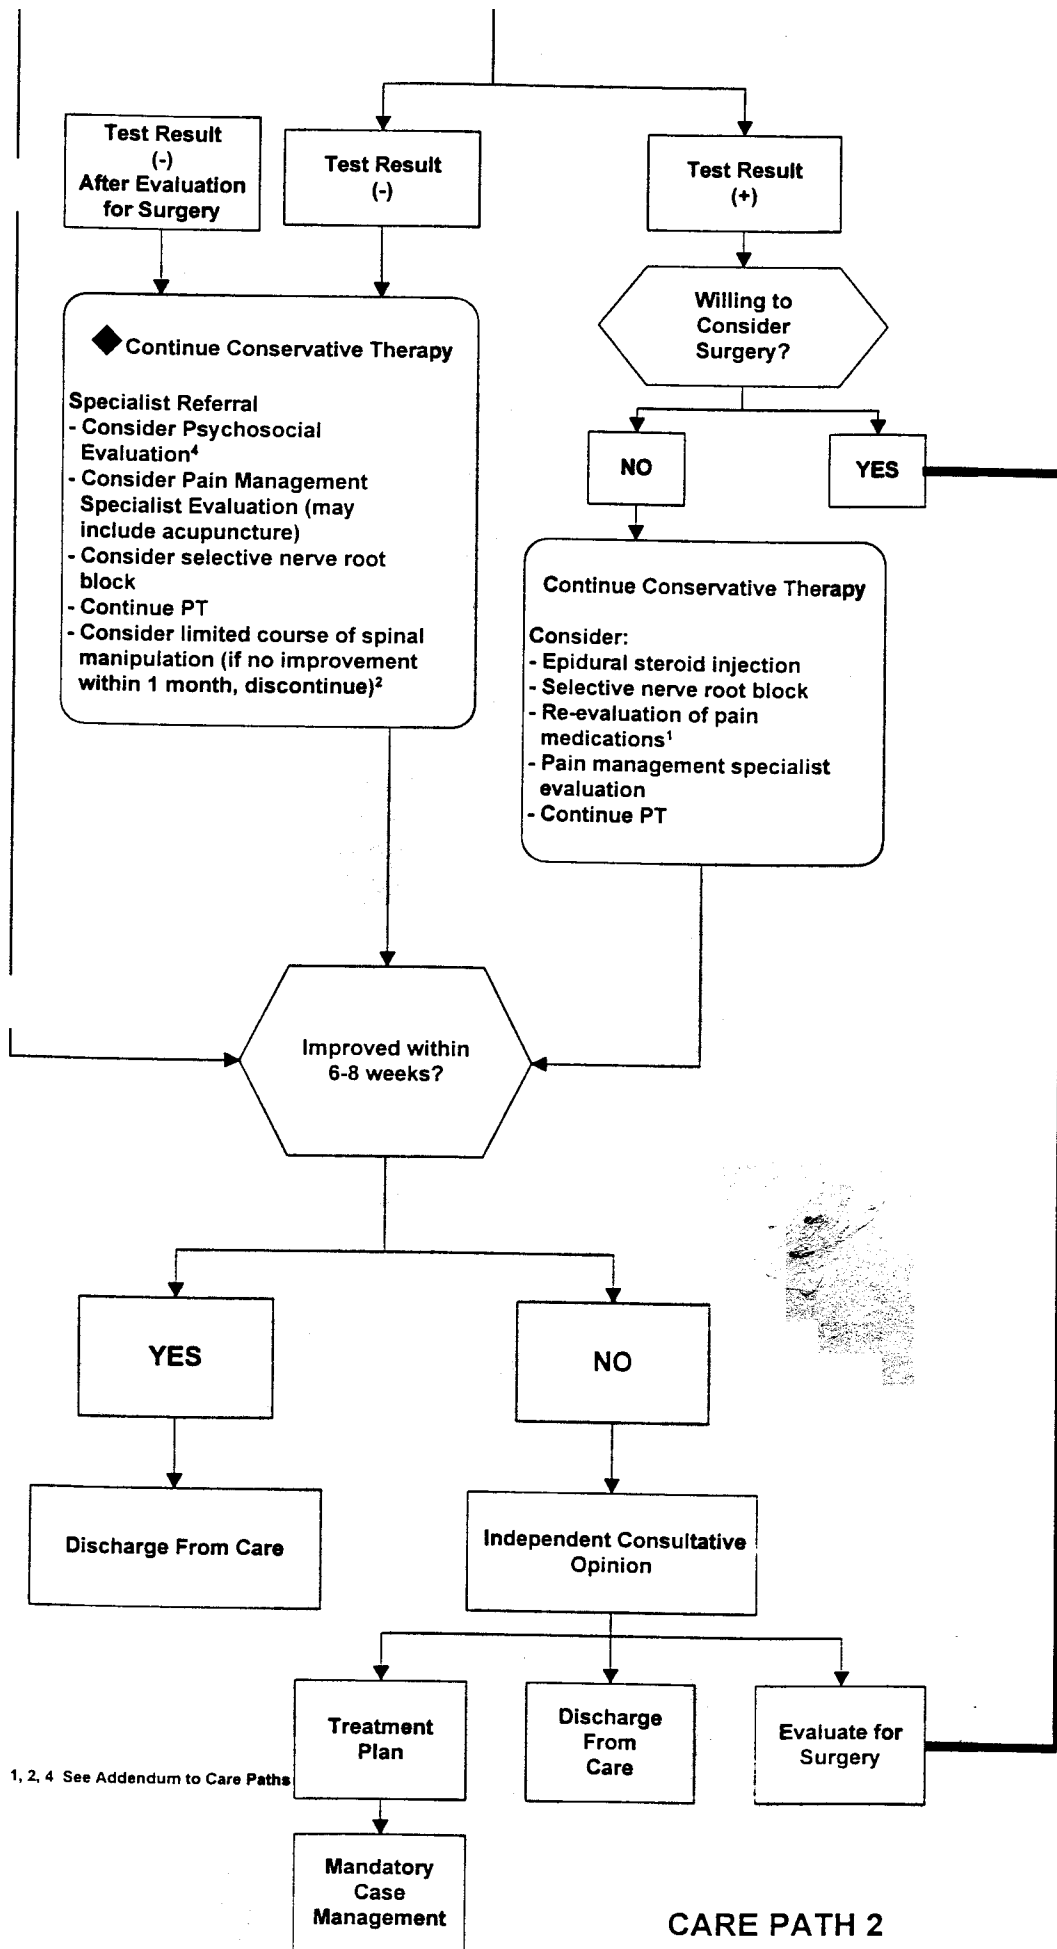 Test Result
(-)
After Evaluation
for Surgery
Test Result
(-)
Test Result
(+)
Willing to
Consider
Surgery?
NO
YES
◆ Continue Conservative Therapy
Specialist Referral
- Consider Psychosocial
Evaluation⁴
- Consider Pain Management
Specialist Evaluation (may
include acupuncture)
- Consider selective nerve root
block
- Continue PT
- Consider limited course of spinal
manipulation (if no improvement
within 1 month, discontinue)²
Continue Conservative Therapy
Consider:
- Epidural steroid injection
- Selective nerve root block
- Re-evaluation of pain
medications¹
- Pain management specialist
evaluation
- Continue PT
Improved within
6-8 weeks?
YES
NO
Discharge From Care
Independent Consultative
Opinion
Treatment
Plan
Discharge
From
Care
Evaluate for
Surgery
1, 2, 4 See Addendum to Care Paths
Mandatory
Case
Management
CARE PATH 2